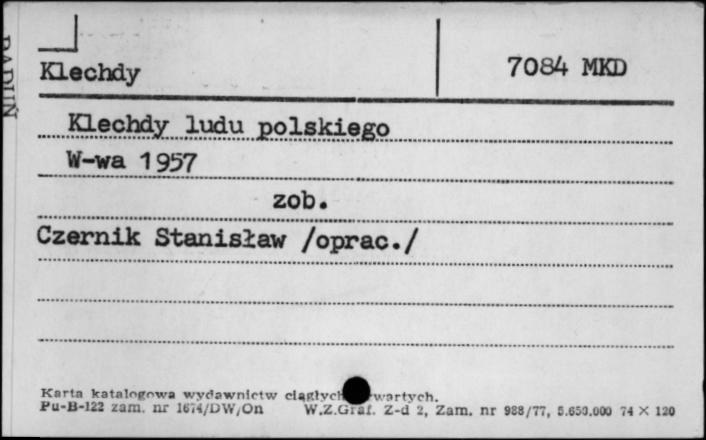 Klechdy
7084 MKD
Klechdy ludu polskiego
W-wa 1957
zob.
Czernik Stanisław /oprac./
Karta katalogowa wydawnictw ciągłych wartych.
Pu-B-122 zam. nr 1674/DW/On W.Z.Graf. Z-d 2, Zam. nr 988/77, 5.650.000 74 X 120